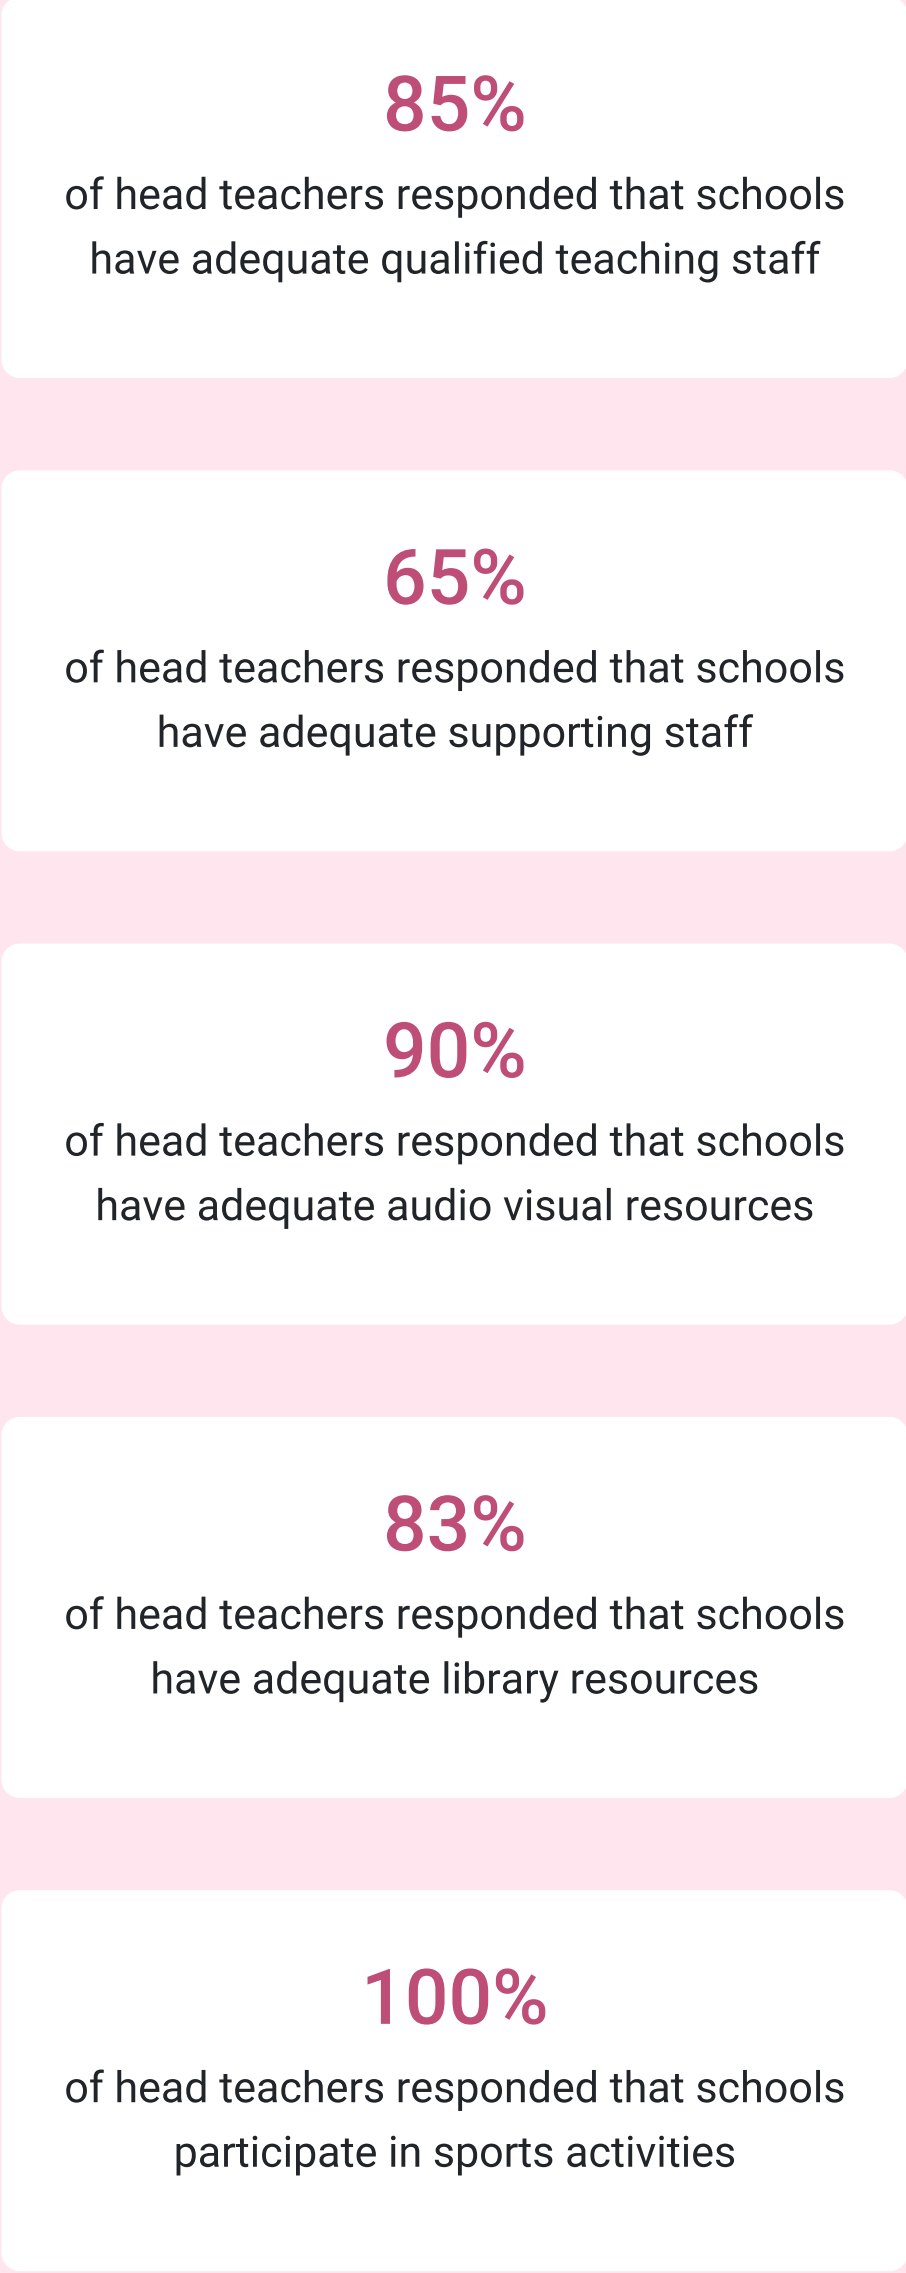 85%
of head teachers responded that schools
have adequate qualified teaching staff
65%
of head teachers responded that schools
have adequate supporting staff
90%
of head teachers responded that schools
have adequate audio visual resources
83%
of head teachers responded that schools
have adequate library resources
100%
of head teachers responded that schools
participate in sports activities